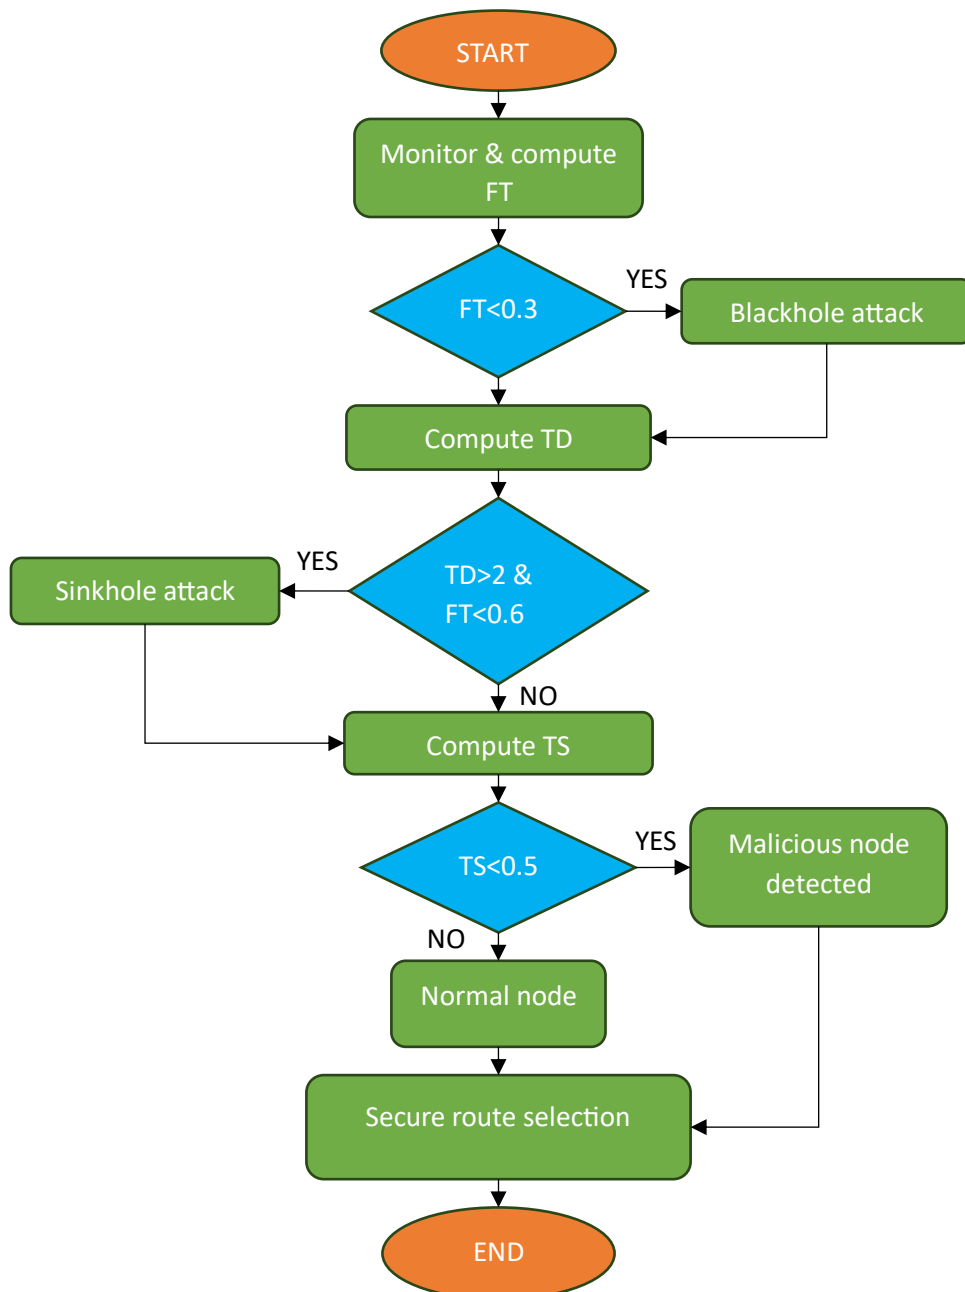 START
Monitor & compute
FT
FT<0.3
YES
Blackhole attack
Compute TD
YES
Sinkhole attack
TD>2 &
FT<0.6
NO
Compute TS
TS<0.5
YES
Malicious node
detected
NO
Normal node
Secure route selection
END